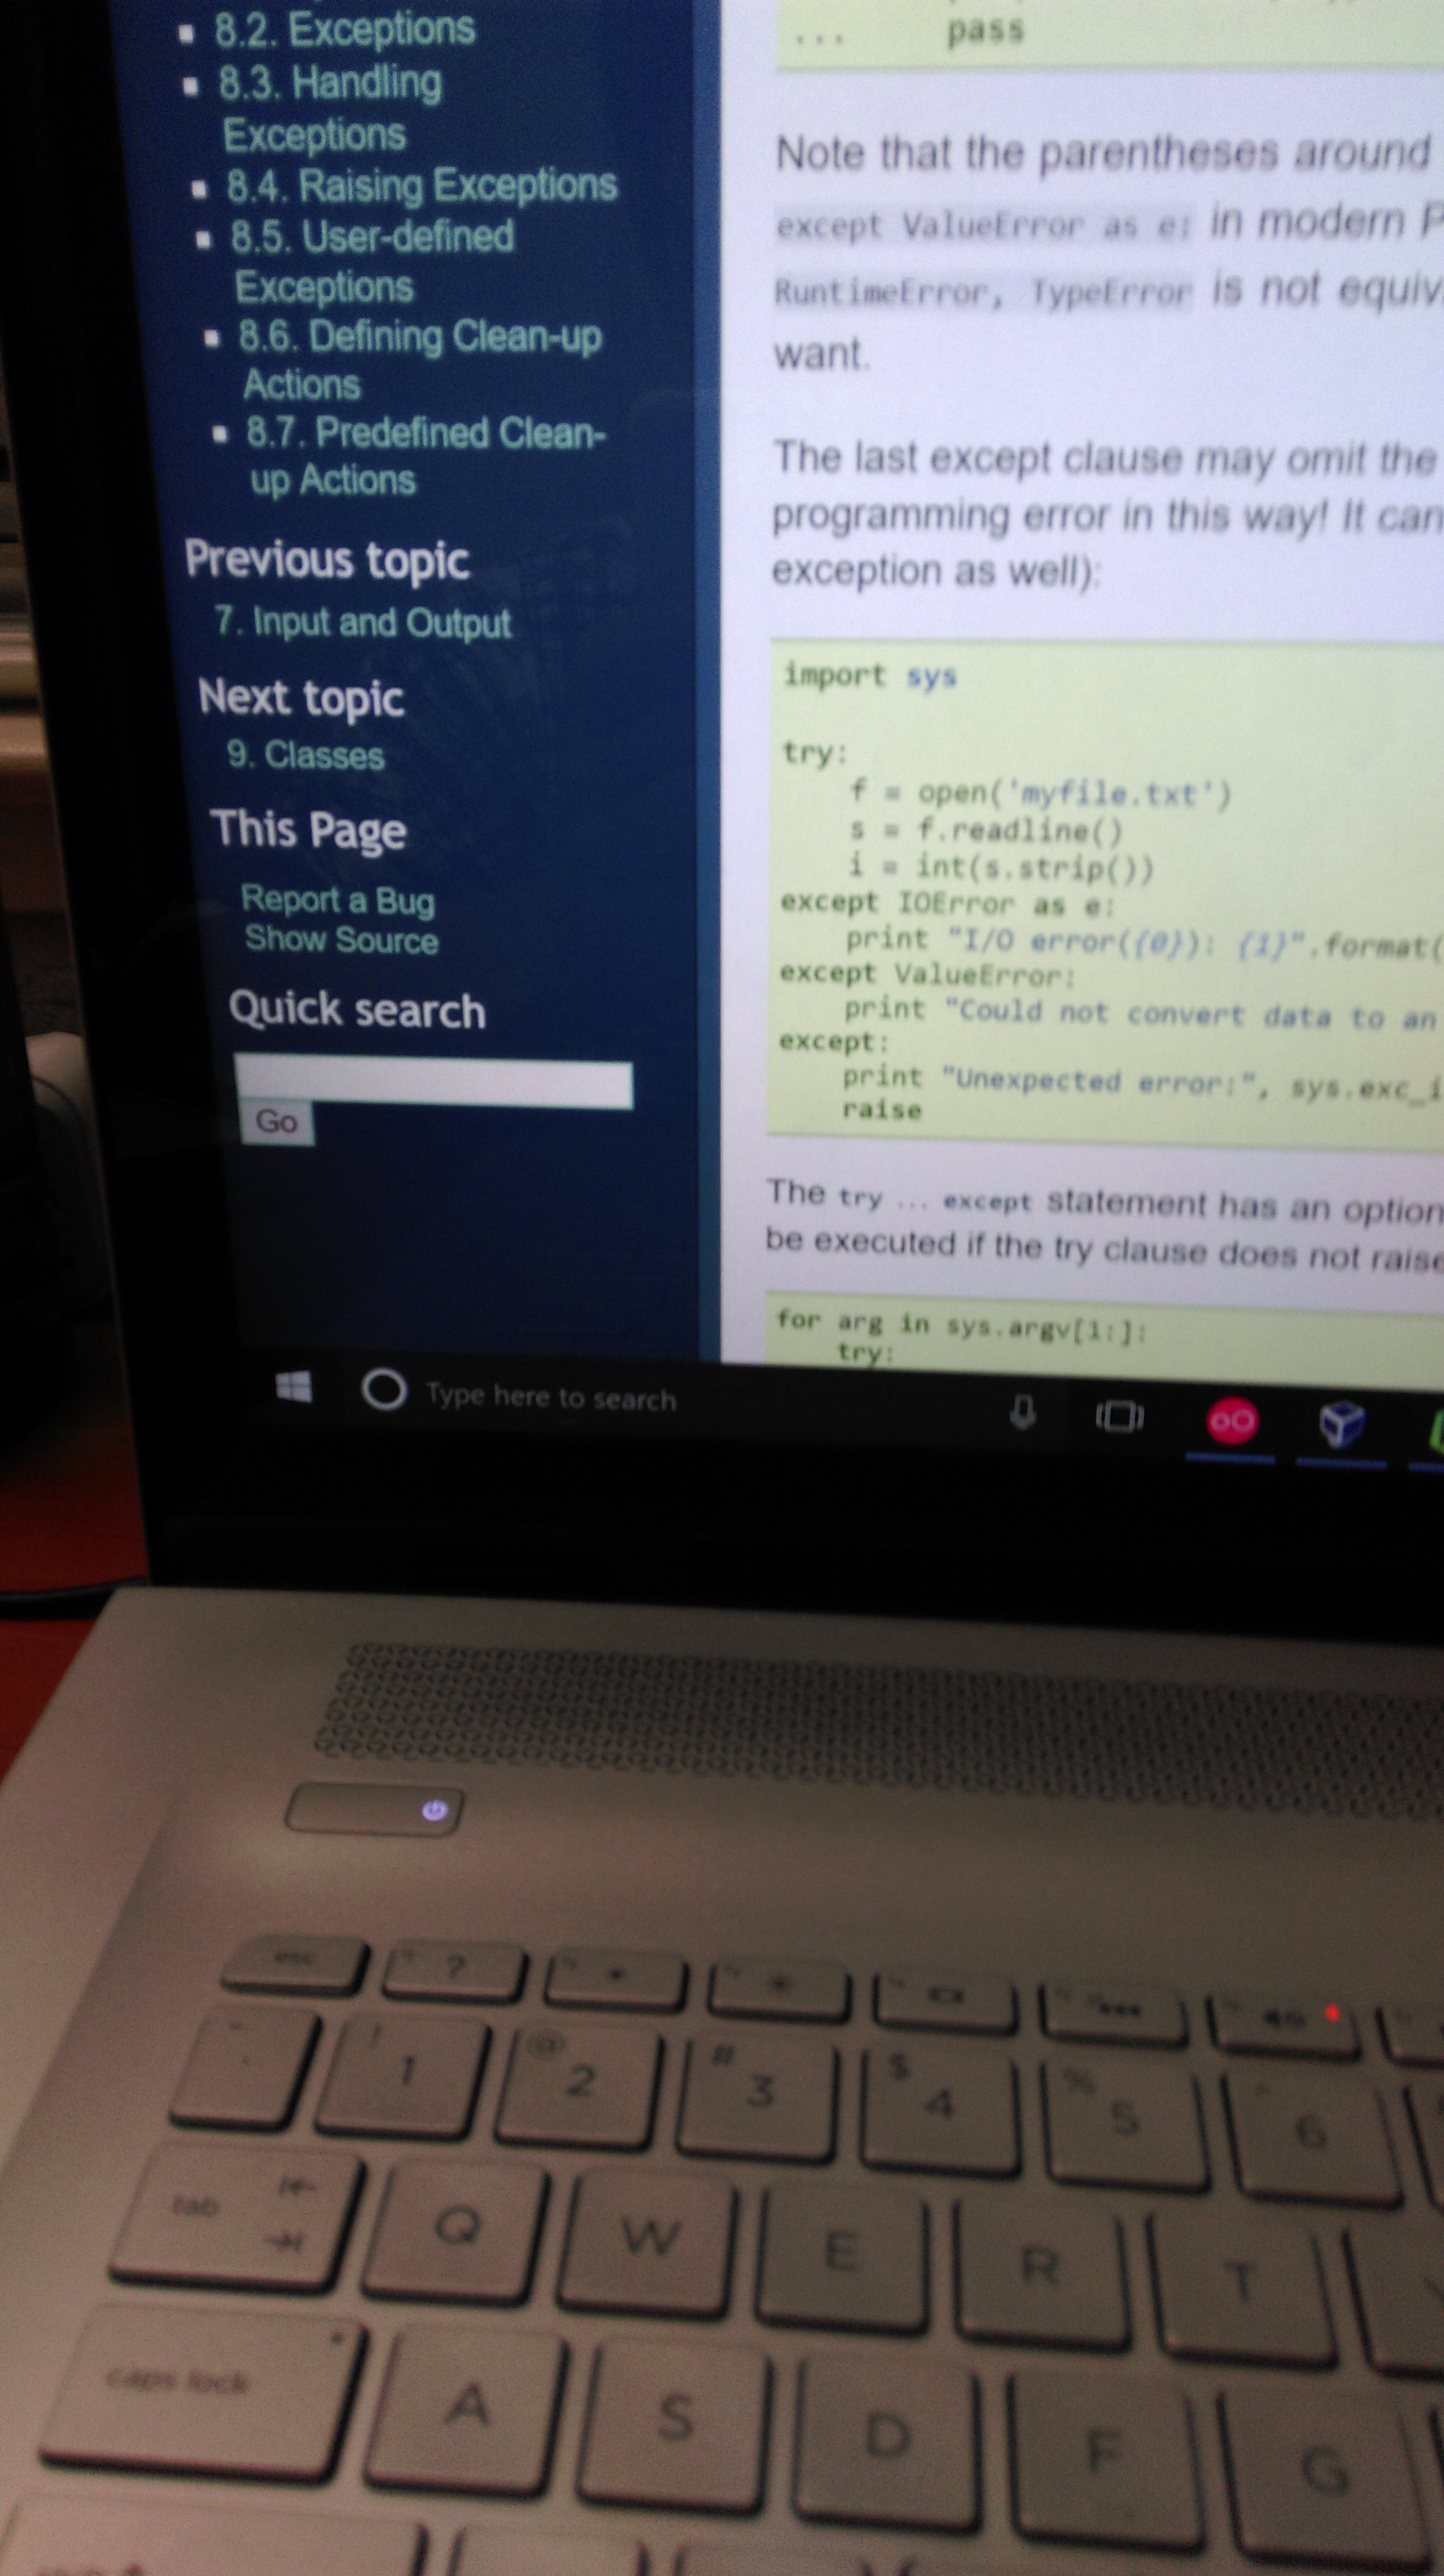 8.2. Exceptions
8.3. Handling
Exceptions
8.4. Raising Exceptions
8.5. User-defined
Exceptions
8.6. Defining Clean-up
Actions
8.7. Predefined Clean-
up Actions
Previous topic
7. Input and Output
Next topic
9. Classes
This Page
Report a Bug
Show Source
Quick search
Go
... pass
Note that the parentheses around
except ValueError as e: in modern P
RuntimeError, TypeError is not equiv
want.
The last except clause may omit the
programming error in this way! It can
exception as well):
import sys
try:
f = open('myfile.txt')
s = f.readline()
i = int(s.strip())
except IOError as e:
print "I/O error({0}): {1}".format(
except ValueError:
print "Could not convert data to an
except:
print "Unexpected error:", sys.exc_i
raise
The try ... except statement has an option
be executed if the try clause does not raise
for arg in sys.argv[1:]:
try:
Type here to search
esc ?
~ ` ! 1 @ 2 # 3 $ 4 % 5 ^ 6
tab Q W E R T
caps lock A S D F G